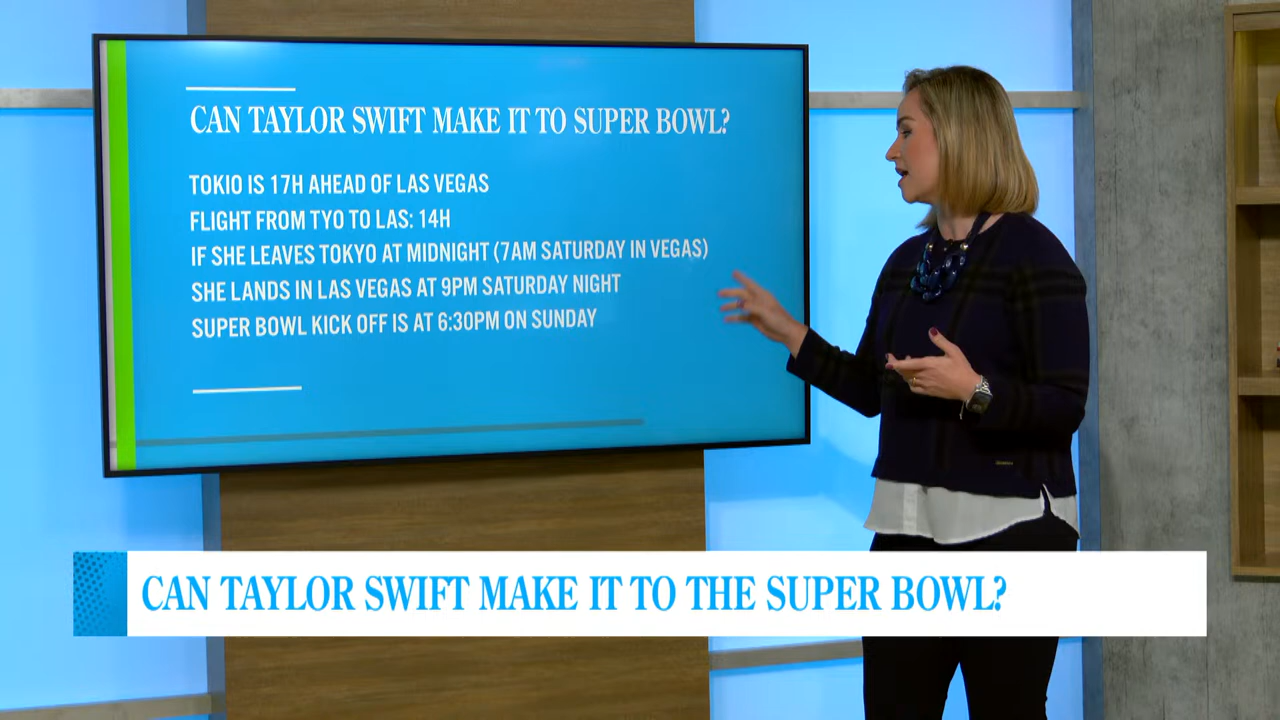 CAN TAYLOR SWIFT MAKE IT TO SUPER BOWL?
TOKIO IS 17H AHEAD OF LAS VEGAS
FLIGHT FROM TYO TO LAS: 14H
IF SHE LEAVES TOKYO AT MIDNIGHT (7AM SATURDAY IN VEGAS)
SHE LANDS IN LAS VEGAS AT 9PM SATURDAY NIGHT
SUPER BOWL KICK OFF IS AT 6:30PM ON SUNDAY
CAN TAYLOR SWIFT MAKE IT TO THE SUPER BOWL?